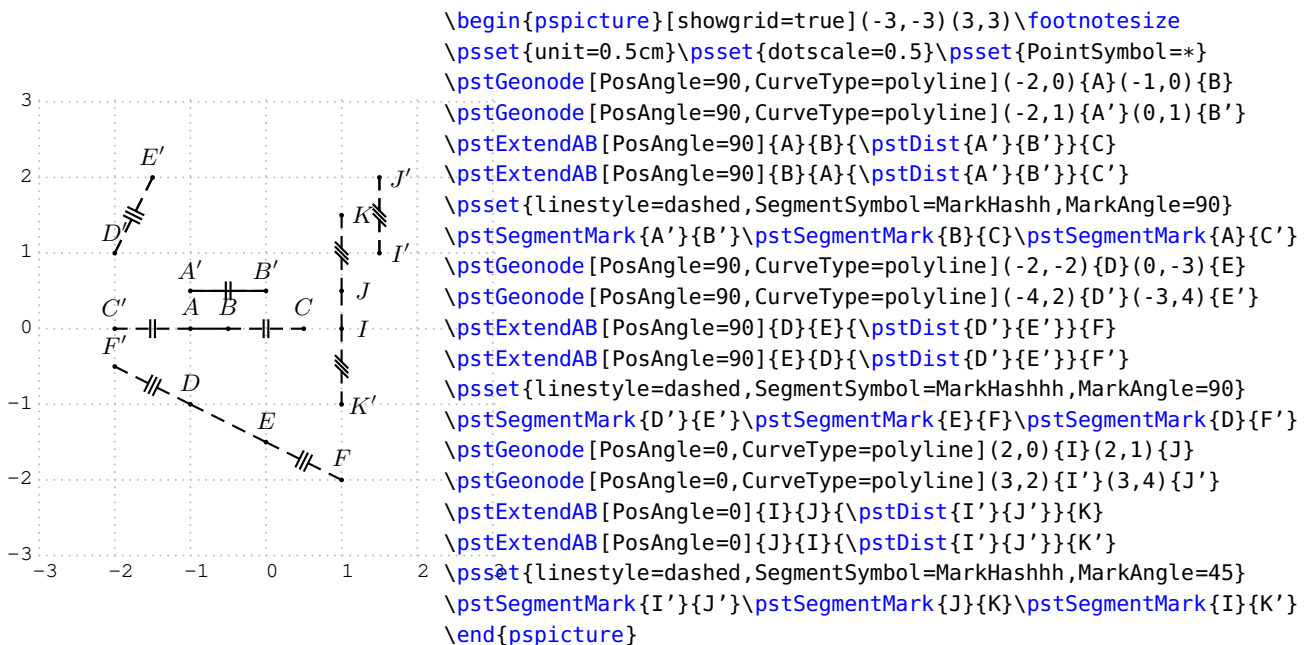 3
2
1
0
−1
−2
−3
−3 −2 −1 0 1 2 3
E′
D′
J′
K
I′
A′ B′
C′ A B C
J
I
F′
D
K′
E
F
\begin{pspicture}[showgrid=true](-3,-3)(3,3)\footnotesize
\psset{unit=0.5cm}\psset{dotscale=0.5}\psset{PointSymbol=*}
\pstGeonode[PosAngle=90,CurveType=polyline](-2,0){A}(-1,0){B}
\pstGeonode[PosAngle=90,CurveType=polyline](-2,1){A’}(0,1){B’}
\pstExtendAB[PosAngle=90]{A}{B}{\pstDist{A’}{B’}}{C}
\pstExtendAB[PosAngle=90]{B}{A}{\pstDist{A’}{B’}}{C’}
\psset{linestyle=dashed,SegmentSymbol=MarkHashh,MarkAngle=90}
\pstSegmentMark{A’}{B’}\pstSegmentMark{B}{C}\pstSegmentMark{A}{C’}
\pstGeonode[PosAngle=90,CurveType=polyline](-2,-2){D}(0,-3){E}
\pstGeonode[PosAngle=90,CurveType=polyline](-4,2){D’}(-3,4){E’}
\pstExtendAB[PosAngle=90]{D}{E}{\pstDist{D’}{E’}}{F}
\pstExtendAB[PosAngle=90]{E}{D}{\pstDist{D’}{E’}}{F’}
\psset{linestyle=dashed,SegmentSymbol=MarkHashhh,MarkAngle=90}
\pstSegmentMark{D’}{E’}\pstSegmentMark{E}{F}\pstSegmentMark{D}{F’}
\pstGeonode[PosAngle=0,CurveType=polyline](2,0){I}(2,1){J}
\pstGeonode[PosAngle=0,CurveType=polyline](3,2){I’}(3,4){J’}
\pstExtendAB[PosAngle=0]{I}{J}{\pstDist{I’}{J’}}{K}
\pstExtendAB[PosAngle=0]{J}{I}{\pstDist{I’}{J’}}{K’}
\psset{linestyle=dashed,SegmentSymbol=MarkHashhh,MarkAngle=45}
\pstSegmentMark{I’}{J’}\pstSegmentMark{J}{K}\pstSegmentMark{I}{K’}
\end{pspicture}